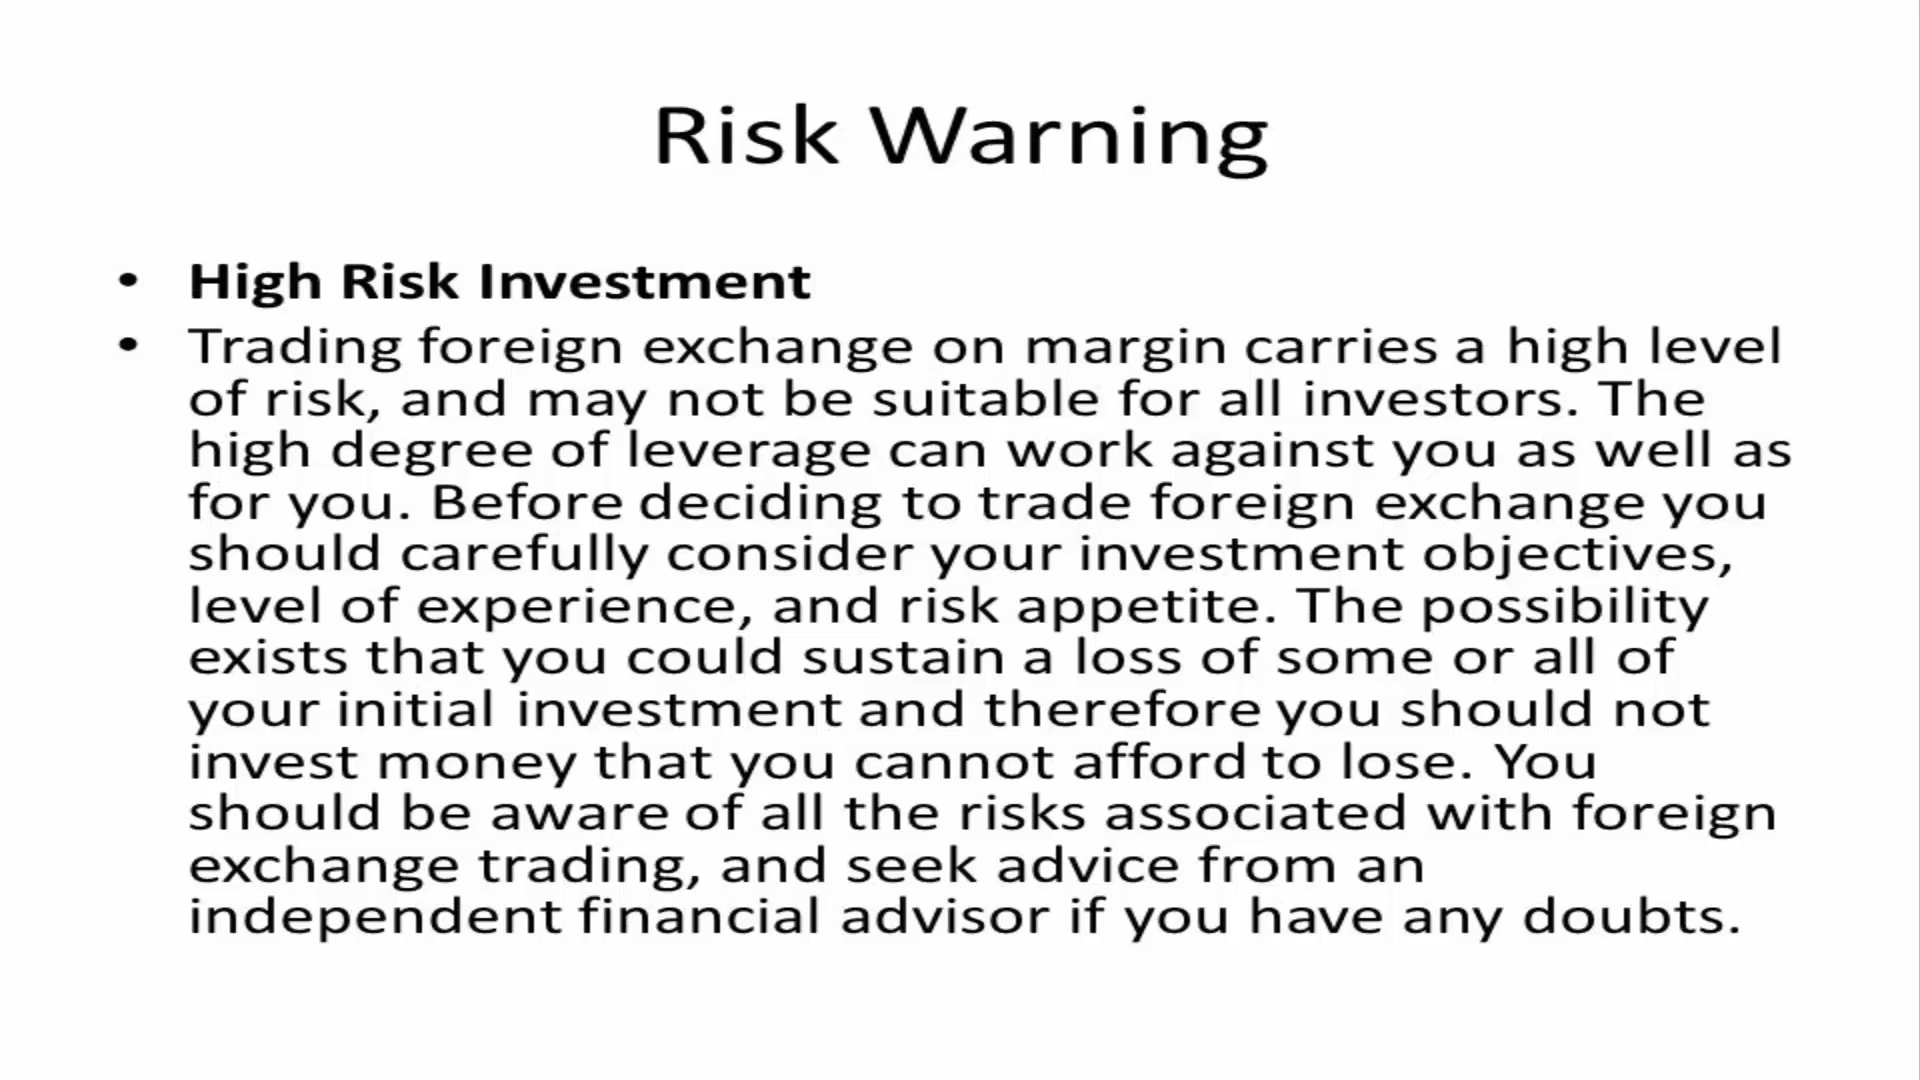 Risk Warning
• High Risk Investment
• Trading foreign exchange on margin carries a high level
of risk, and may not be suitable for all investors. The
high degree of leverage can work against you as well as
for you. Before deciding to trade foreign exchange you
should carefully consider your investment objectives,
level of experience, and risk appetite. The possibility
exists that you could sustain a loss of some or all of
your initial investment and therefore you should not
invest money that you cannot afford to lose. You
should be aware of all the risks associated with foreign
exchange trading, and seek advice from an
independent financial advisor if you have any doubts.